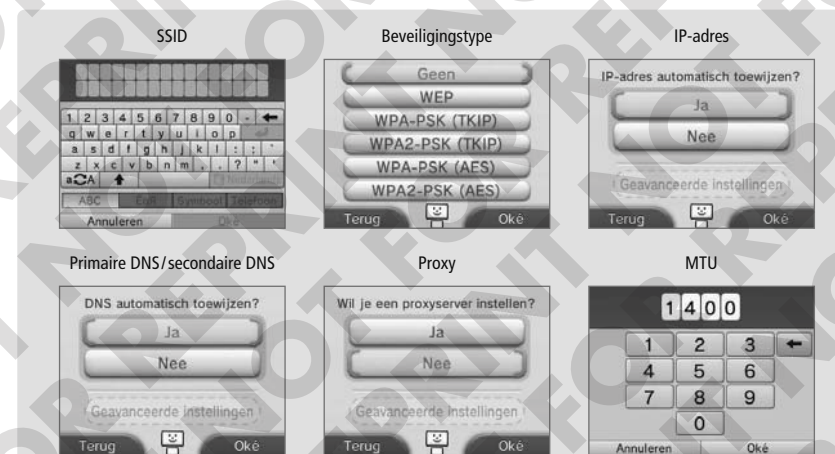 SSID
Beveiligingstype
IP-adres
1 2 3 4 5 6 7 8 9 0 -
q w e r t y u i o p
a s d f g h j k l : ; '
z x c v b n m , . ? " '
a A
ABC Symbool Telefoon
Annuleren Oké
Geen
WEP
WPA-PSK (TKIP)
WPA2-PSK (TKIP)
WPA-PSK (AES)
WPA2-PSK (AES)
Terug Oké
IP-adres automatisch toewijzen?
Ja
Nee
Geavanceerde instellingen
Terug Oké
Primaire DNS/secondaire DNS
Proxy
MTU
DNS automatisch toewijzen?
Ja
Nee
Geavanceerde instellingen
Terug Oké
Wil je een proxyserver instellen?
Ja
Nee
Geavanceerde instellingen
Terug Oké
1400
1 2 3
4 5 6
7 8 9
0
Annuleren Oké